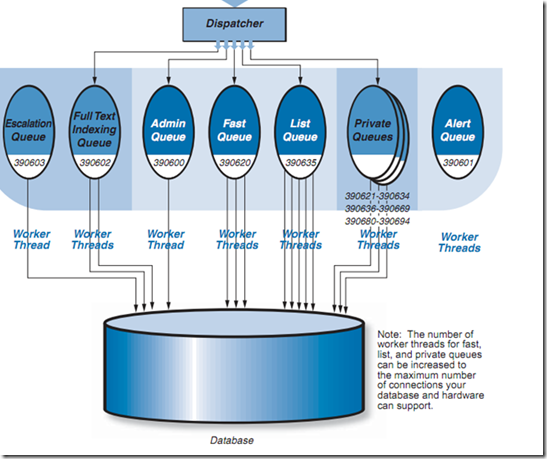 Dispatcher
Escalation
Queue
390603
Full Text
Indexing
Queue
390602
Admin
Queue
390600
Fast
Queue
390620
List
Queue
390635
Private
Queues
390621-390634
390636-390669
390680-390694
Alert
Queue
390601
Worker
Thread
Worker
Threads
Worker
Thread
Worker
Threads
Worker
Threads
Worker
Threads
Worker
Threads
Note: The number of
worker threads for fast,
list, and private queues
can be increased to
the maximum number
of connections your
database and hardware
can support.
Database